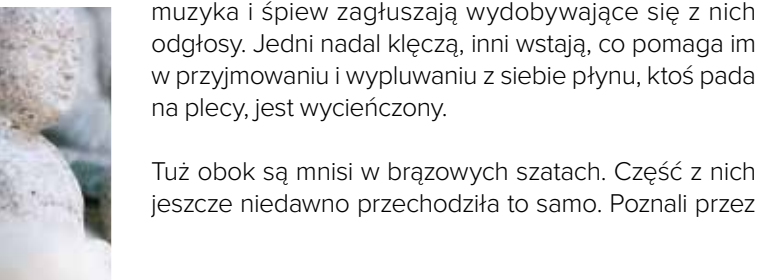 muzyka i śpiew zagłuszają wydobywające się z nich
odgłosy. Jedni nadal klęczą, inni wstają, co pomaga im
w przyjmowaniu i wypluwaniu z siebie płynu, ktoś pada
na plecy, jest wycieńczony.
Tuż obok są mnisi w brązowych szatach. Część z nich
jeszcze niedawno przechodziła to samo. Poznali przez